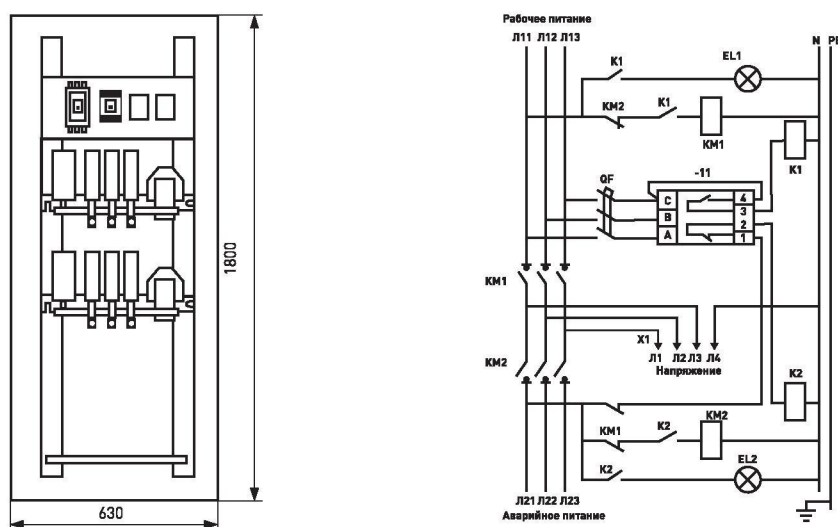 1800
630
Рабочее питание
Л11 Л12 Л13
N PE
K1
EL1
KM2
K1
KM1
K1
QF
-11
C
B
A
4
3
2
1
KM1
X1
Л1 Л2 Л3 Л4
Напряжение
KM2
K2
KM1
K2
KM2
K2
EL2
Л21 Л22 Л23
Аварийное питание